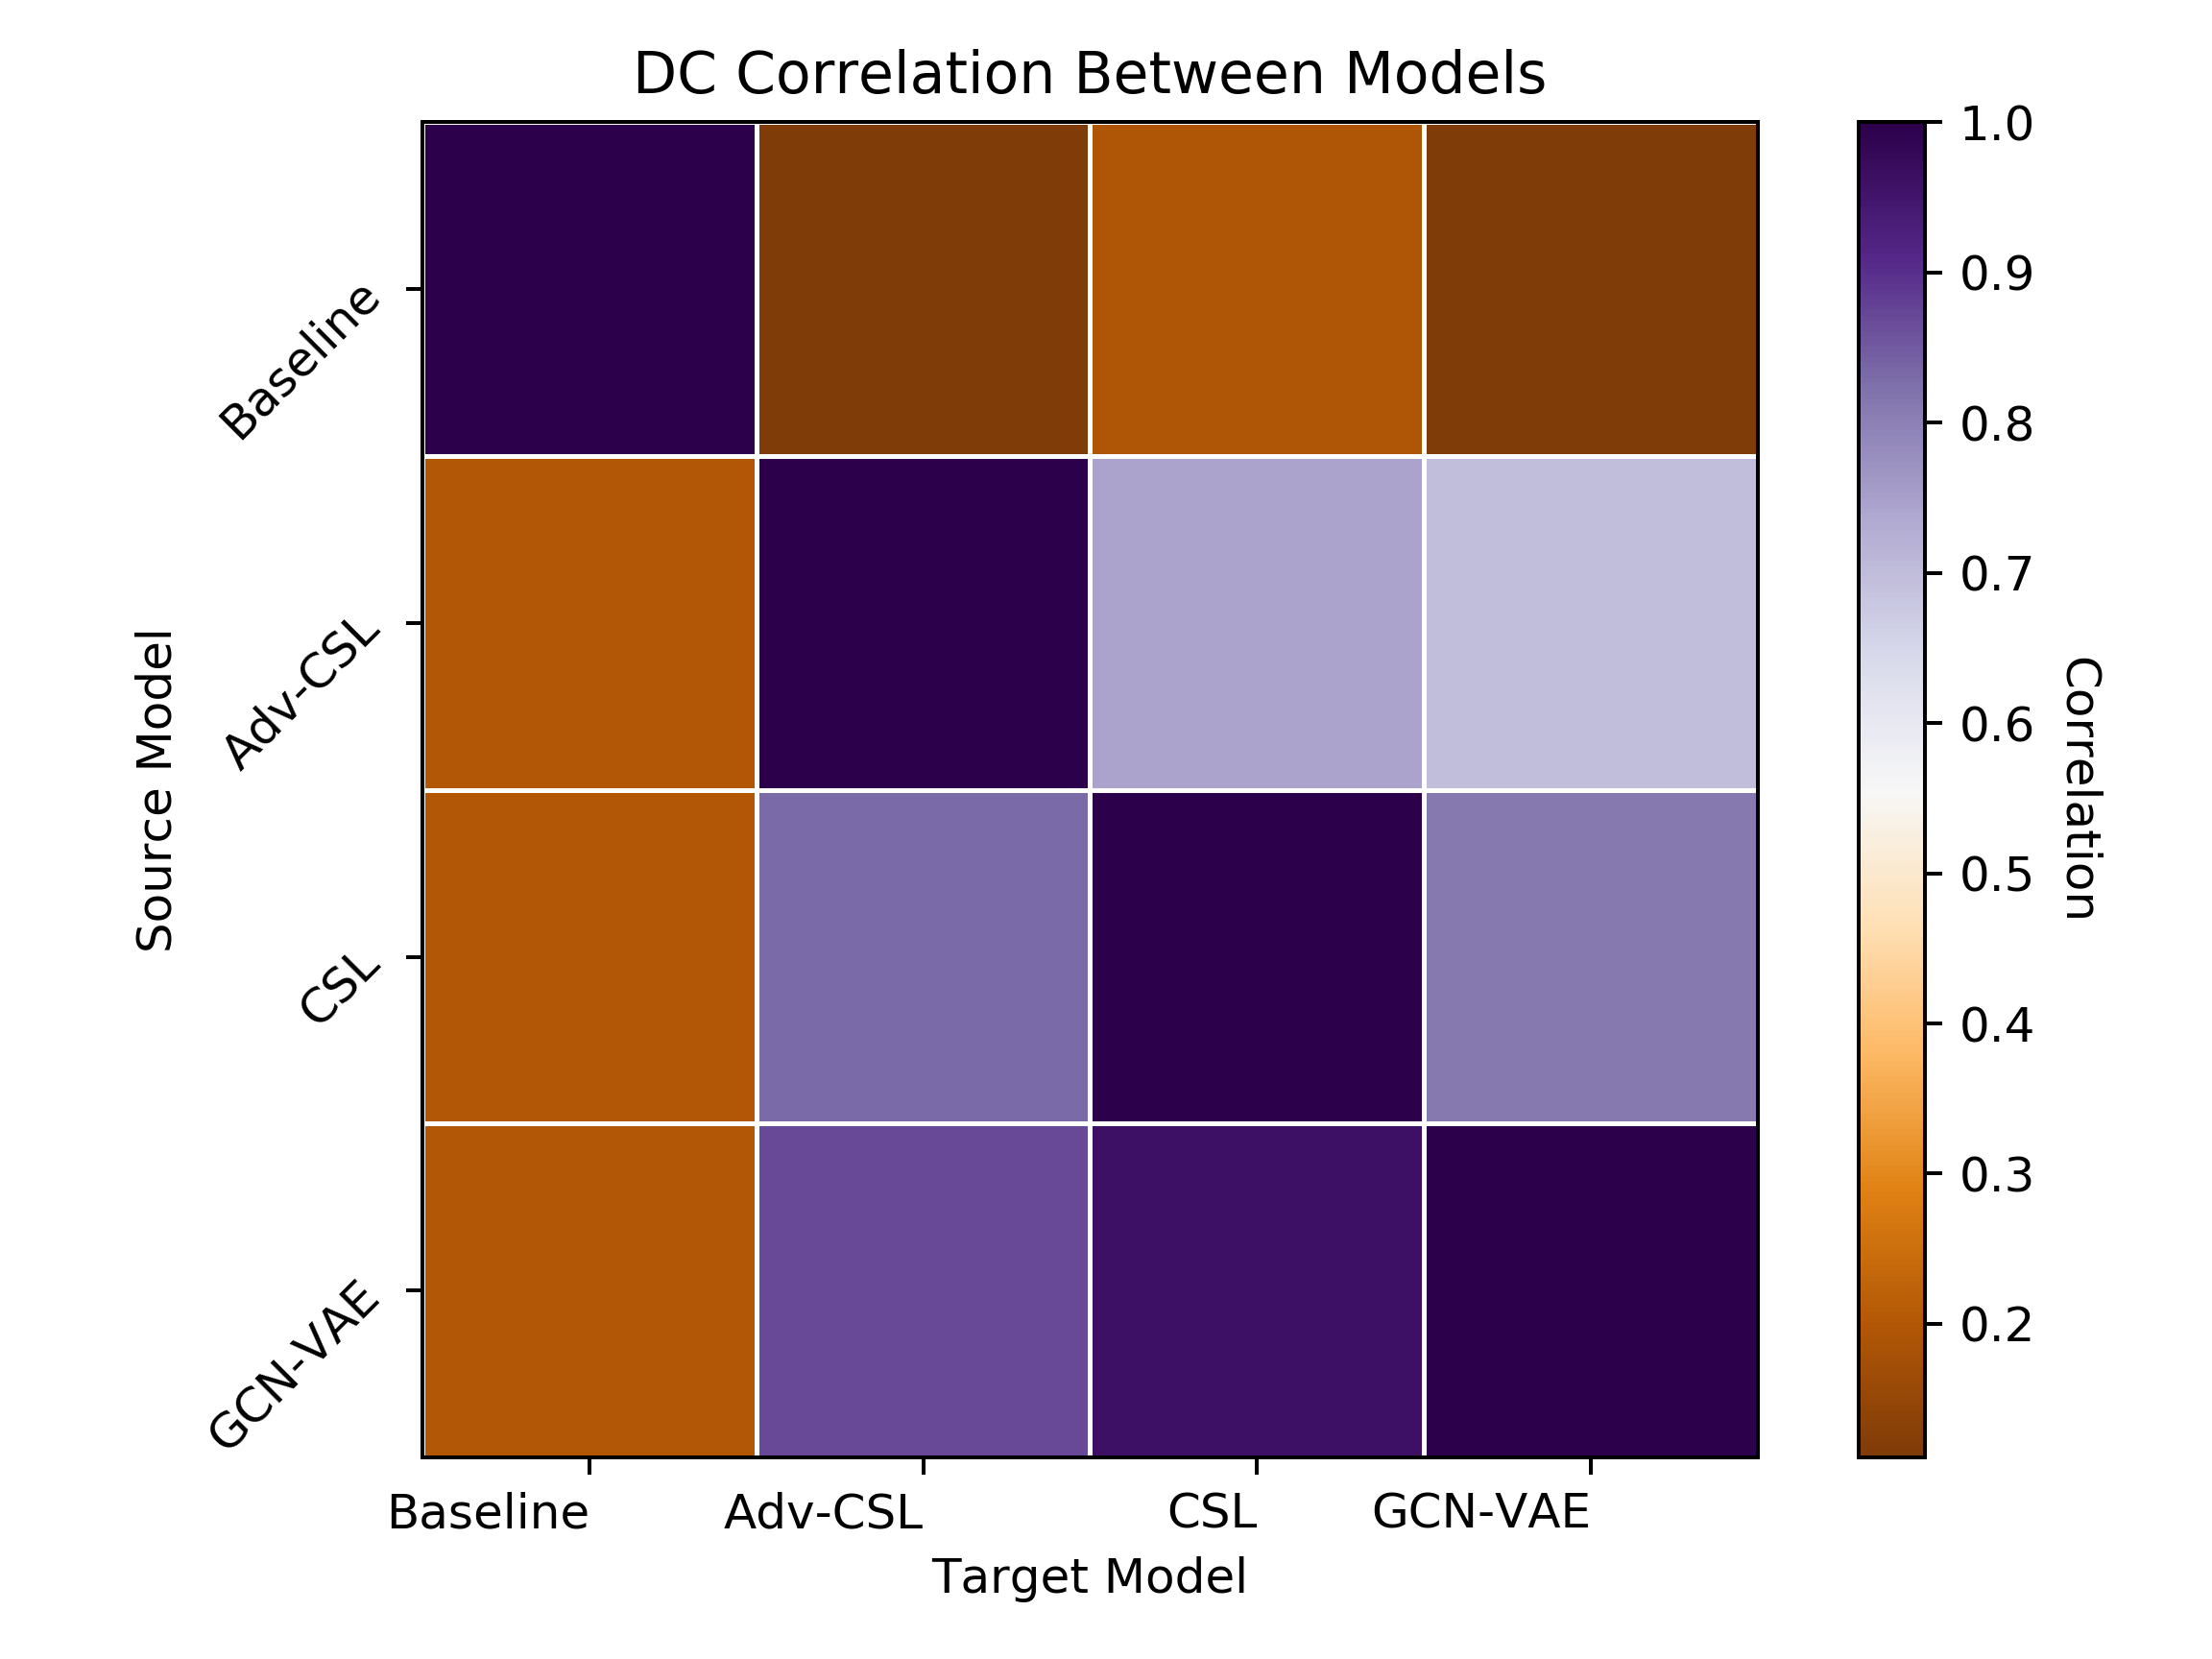 DC Correlation Between Models
Source Model
Baseline
Adv-CSL
CSL
GCN-VAE
Baseline
Adv-CSL
CSL
GCN-VAE
Target Model
1.0
0.9
0.8
0.7
0.6
0.5
0.4
0.3
0.2
Correlation